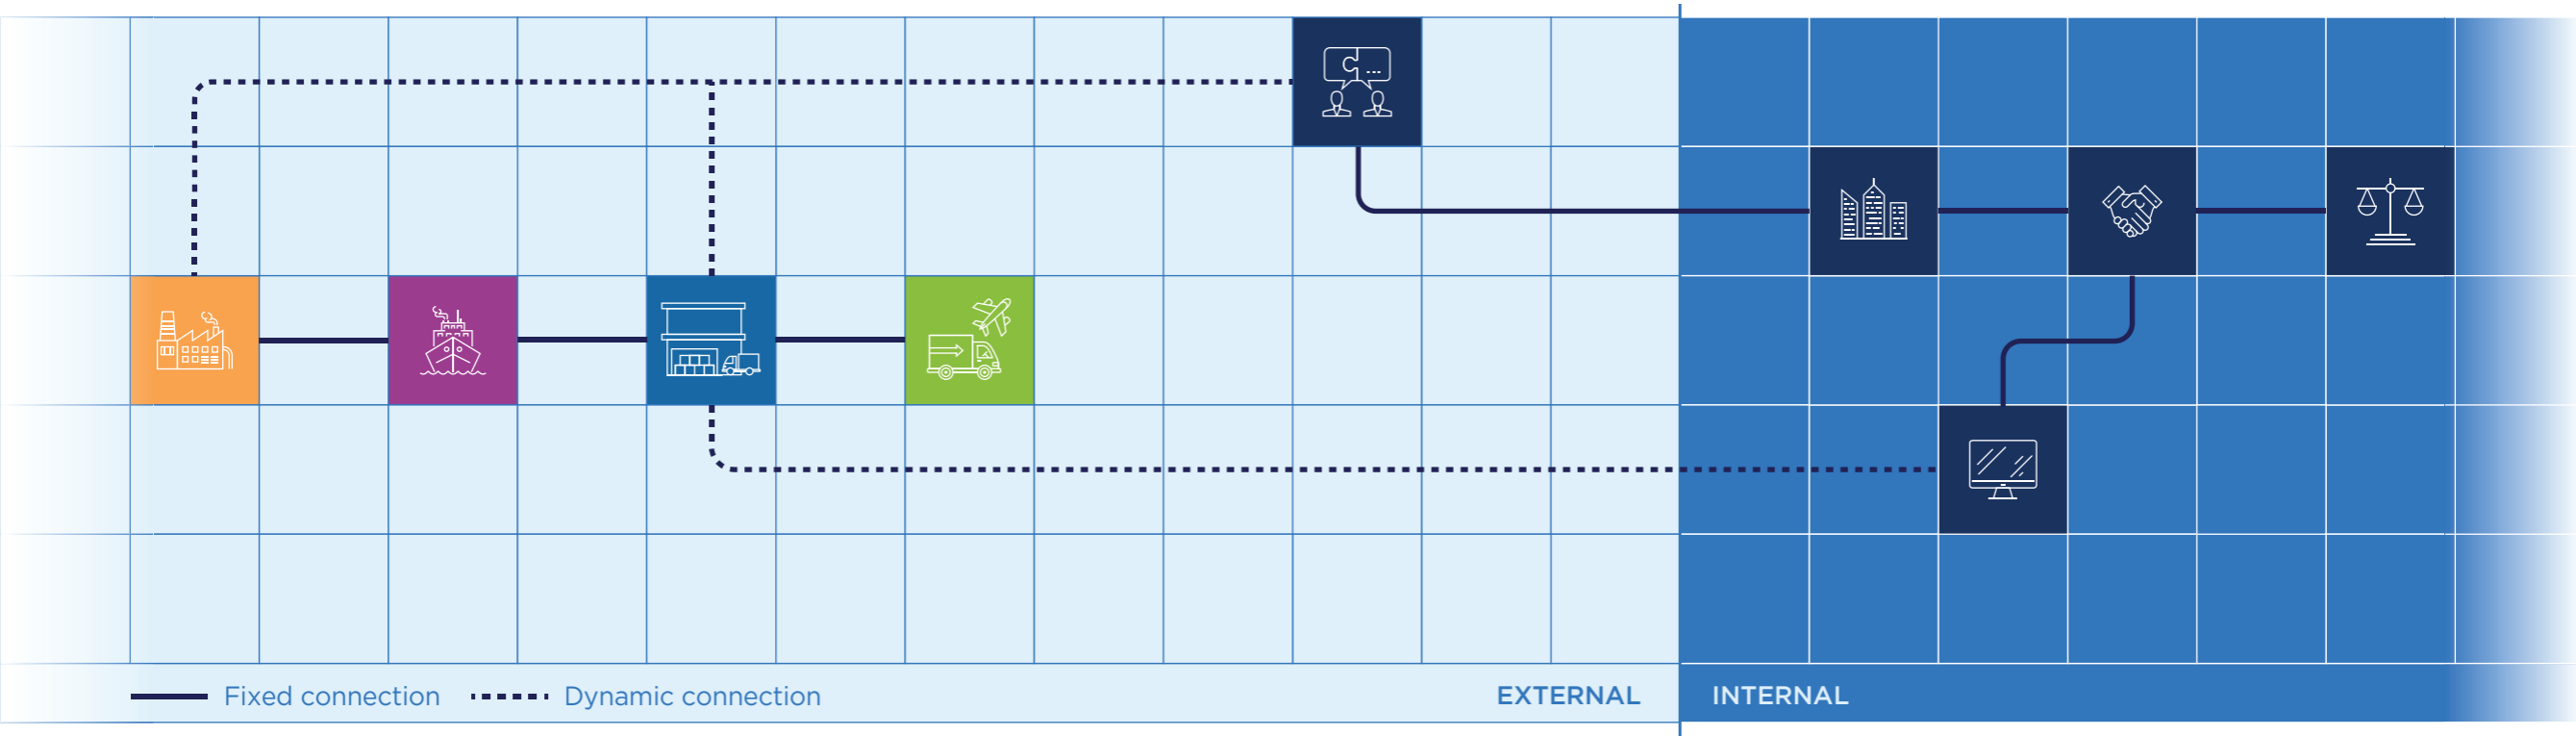 Fixed connection
Dynamic connection
EXTERNAL
INTERNAL